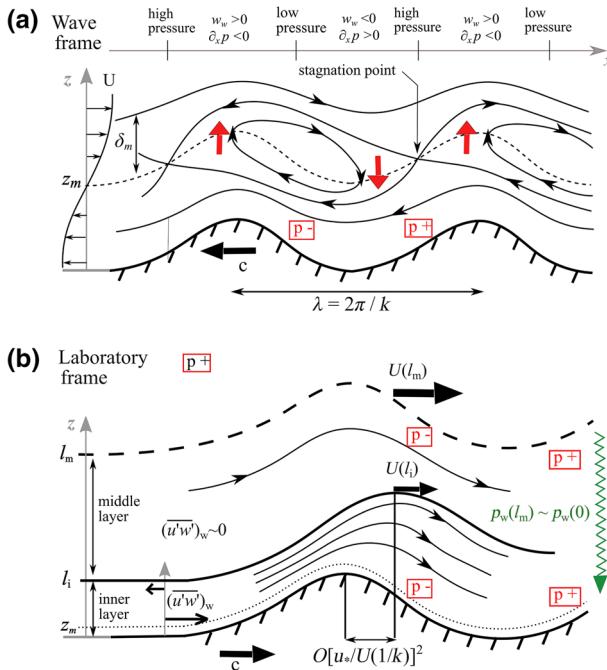 (a) Wave frame
high pressure
w_w > 0
∂_x p < 0
low pressure
w_w < 0
∂_x p > 0
high pressure
w_w > 0
∂_x p < 0
low pressure
x
z
U
stagnation point
δ_m
z_m
p -
p +
c
λ = 2π / k
(b) Laboratory frame
p +
U(l_m)
z
l_m
p -
p +
U(l_i)
middle layer
(u'w')_w~0
p_w(l_m) ~ p_w(0)
l_i
inner layer
(u'w')_w
p -
p +
z_m
c
O[u_*/U(1/k)]^2